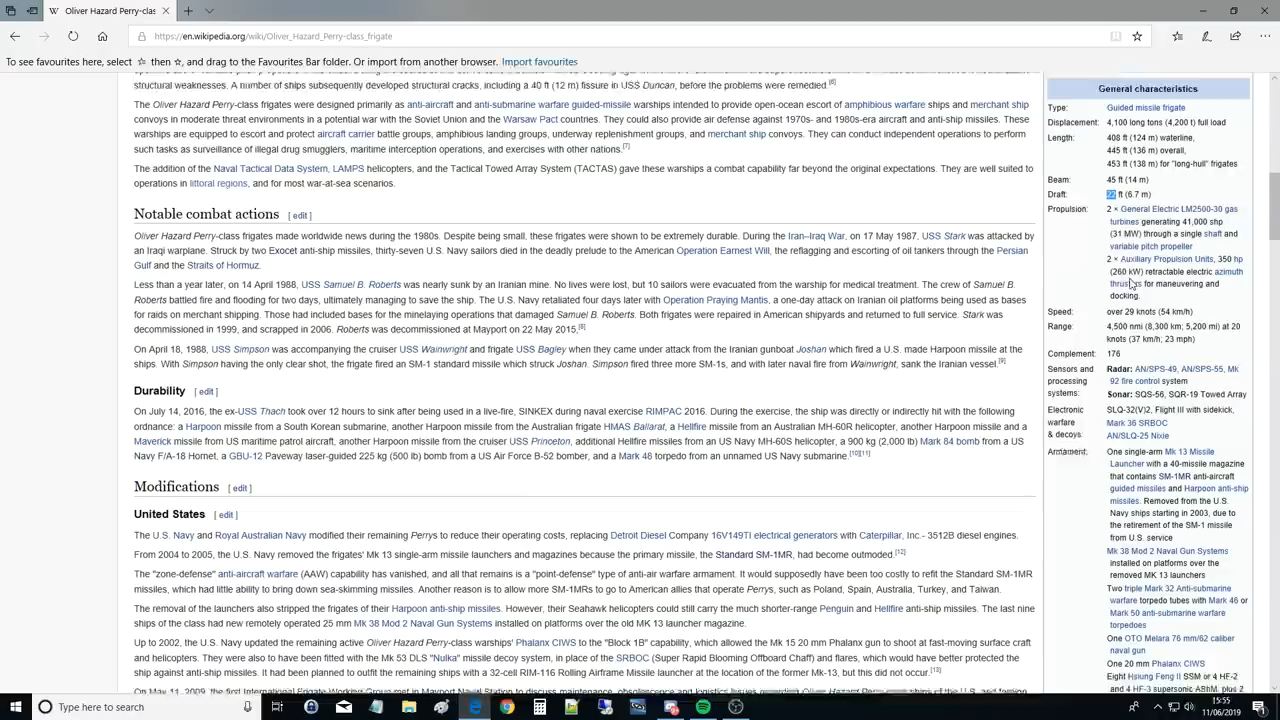 Oliver Hazard Perry-class
https://en.wikipedia.org/wiki/Oliver_Hazard_Perry-class_frigate
To see favourites here, select ☆ then ☆, and drag to the Favourites Bar folder. Or import from another browser. Import favourites
structural weaknesses. A number of ships subsequently developed structural cracks, including a 40 ft (12 m) fissure in USS Duncan, before the problems were remedied.[6]
The Oliver Hazard Perry-class frigates were designed primarily as anti-aircraft and anti-submarine warfare guided-missile warships intended to provide open-ocean escort of amphibious warfare ships and merchant ship
convoys in moderate threat environments in a potential war with the Soviet Union and the Warsaw Pact countries. They could also provide air defense against 1970s- and 1980s-era aircraft and anti-ship missiles. These
warships are equipped to escort and protect aircraft carrier battle groups, amphibious landing groups, underway replenishment groups, and merchant ship convoys. They can conduct independent operations to perform
such tasks as surveillance of illegal drug smugglers, maritime interception operations, and exercises with other nations.[7]
The addition of the Naval Tactical Data System, LAMPS helicopters, and the Tactical Towed Array System (TACTAS) gave these warships a combat capability far beyond the original expectations. They are well suited to
operations in littoral regions, and for most war-at-sea scenarios.
Notable combat actions [ edit ]
Oliver Hazard Perry-class frigates made worldwide news during the 1980s. Despite being small, these frigates were shown to be extremely durable. During the Iran–Iraq War, on 17 May 1987, USS Stark was attacked by
an Iraqi warplane. Struck by two Exocet anti-ship missiles, thirty-seven U.S. Navy sailors died in the deadly prelude to the American Operation Earnest Will, the reflagging and escorting of oil tankers through the Persian
Gulf and the Straits of Hormuz.
Less than a year later, on 14 April 1988, USS Samuel B. Roberts was nearly sunk by an Iranian mine. No lives were lost, but 10 sailors were evacuated from the warship for medical treatment. The crew of Samuel B.
Roberts battled fire and flooding for two days, ultimately managing to save the ship. The U.S. Navy retaliated four days later with Operation Praying Mantis, a one-day attack on Iranian oil platforms being used as bases
for raids on merchant shipping. Those had included bases for the minelaying operations that damaged Samuel B. Roberts. Both frigates were repaired in American shipyards and returned to full service. Stark was
decommissioned in 1999, and scrapped in 2006. Roberts was decommissioned at Mayport on 22 May 2015.[8]
On April 18, 1988, USS Simpson was accompanying the cruiser USS Wainwright and frigate USS Bagley when they came under attack from the Iranian gunboat Joshan which fired a U.S. made Harpoon missile at the
ships. With Simpson having the only clear shot, the frigate fired an SM-1 standard missile which struck Joshan. Simpson fired three more SM-1s, and with later naval fire from Wainwright, sank the Iranian vessel.[9]
Durability [ edit ]
On July 14, 2016, the ex-USS Thach took over 12 hours to sink after being used in a live-fire, SINKEX during naval exercise RIMPAC 2016. During the exercise, the ship was directly or indirectly hit with the following
ordnance: a Harpoon missile from a South Korean submarine, another Harpoon missile from the Australian frigate HMAS Ballarat, a Hellfire missile from an Australian MH-60R helicopter, another Harpoon missile and a
Maverick missile from US maritime patrol aircraft, another Harpoon missile from the cruiser USS Princeton, additional Hellfire missiles from an US Navy MH-60S helicopter, a 900 kg (2,000 lb) Mark 84 bomb from a US
Navy F/A-18 Hornet, a GBU-12 Paveway laser-guided 225 kg (500 lb) bomb from a US Air Force B-52 bomber, and a Mark 48 torpedo from an unnamed US Navy submarine.[10][11]
Modifications [ edit ]
United States [ edit ]
The U.S. Navy and Royal Australian Navy modified their remaining Perrys to reduce their operating costs, replacing Detroit Diesel Company 16V149TI electrical generators with Caterpillar, Inc.- 3512B diesel engines.
From 2004 to 2005, the U.S. Navy removed the frigates' Mk 13 single-arm missile launchers and magazines because the primary missile, the Standard SM-1MR, had become outmoded.[12]
The "zone-defense" anti-aircraft warfare (AAW) capability has vanished, and all that remains is a "point-defense" type of anti-air warfare armament. It would supposedly have been too costly to refit the Standard SM-1MR
missiles, which had little ability to bring down sea-skimming missiles. Another reason is to allow more SM-1MRs to go to American allies that operate Perrys, such as Poland, Spain, Australia, Turkey, and Taiwan.
The removal of the launchers also stripped the frigates of their Harpoon anti-ship missiles. However, their Seahawk helicopters could still carry the much shorter-range Penguin and Hellfire anti-ship missiles. The last nine
ships of the class had new remotely operated 25 mm Mk 38 Mod 2 Naval Gun Systems installed on platforms over the old MK 13 launcher magazine.
Up to 2002, the U.S. Navy updated the remaining active Oliver Hazard Perry-class warships' Phalanx CIWS to the "Block 1B" capability, which allowed the Mk 15 20 mm Phalanx gun to shoot at fast-moving surface craft
and helicopters. They were also to have been fitted with the Mk 53 DLS "Nulka" missile decoy system, in place of the SRBOC (Super Rapid Blooming Offboard Chaff) and flares, which would have better protected the
ship against anti-ship missiles. It had been planned to outfit the remaining ships with a 32-cell RIM-116 Rolling Airframe Missile launcher at the location of the former Mk-13, but this did not occur.[13]
General characteristics
Type: Guided missile frigate
Displacement: 4,100 long tons (4,200 t) full load
Length: 408 ft (124 m) waterline,
445 ft (136 m) overall,
453 ft (138 m) for "long-hull" frigates
Beam: 45 ft (14 m)
Draft: 22 ft (6.7 m)
Propulsion: 2 × General Electric LM2500-30 gas
turbines generating 41,000 shp
(31 MW) through a single shaft and
variable pitch propeller
2 × Auxiliary Propulsion Units, 350 hp
(260 kW) retractable electric azimuth
thrusters for maneuvering and
docking.
Speed: over 29 knots (54 km/h)
Range: 4,500 nmi (8,300 km; 5,200 mi) at 20
knots (37 km/h; 23 mph)
Complement: 176
Sensors and processing systems: Radar: AN/SPS-49, AN/SPS-55, Mk
92 fire control system
Sonar: SQS-56, SQR-19 Towed Array
Electronic warfare & decoys: SLQ-32(V)2, Flight III with sidekick,
Mark 36 SRBOC
AN/SLQ-25 Nixie
Armament: One single-arm Mk 13 Missile
Launcher with a 40-missile magazine
that contains SM-1MR anti-aircraft
guided missiles and Harpoon anti-ship
missiles. Removed from the U.S.
Navy ships starting in 2003, due to
the retirement of the SM-1 missile
from U.S. service
Mk 38 Mod 2 Naval Gun Systems
installed on platforms over the
removed MK 13 launchers
Two triple Mark 32 Anti-submarine
warfare torpedo tubes with Mark 46 or
Mark 50 anti-submarine warfare
torpedoes
One OTO Melara 76 mm/62 caliber
naval gun
One 20 mm Phalanx CIWS
Eight Hsiung Feng II SSM or 4 HF-2
and 4 HF-3 supersonic ASHM, plus 2
Type here to search
15:55
11/06/2019